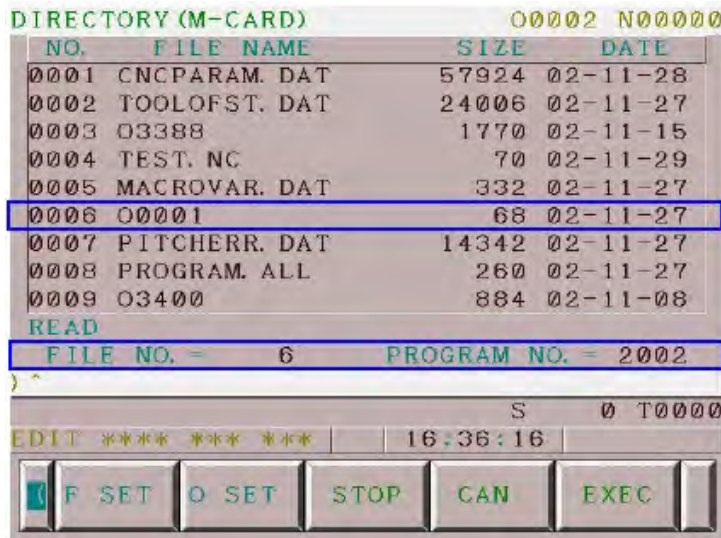 DIRECTORY (M-CARD) O0002 N00000
NO. FILE NAME SIZE DATE
0001 CNCPARAM. DAT 57924 02-11-28
0002 TOOLOFST. DAT 24006 02-11-27
0003 O3388 1770 02-11-15
0004 TEST. NC 70 02-11-29
0005 MACROVAR. DAT 332 02-11-27
0006 O0001 68 02-11-27
0007 PITCHERR. DAT 14342 02-11-27
0008 PROGRAM. ALL 260 02-11-27
0009 O3400 884 02-11-08
READ
FILE NO. = 6 PROGRAM NO. = 2002
) ^
S 0 T0000
EDIT **** *** *** 16:36:16
( F SET O SET STOP CAN EXEC